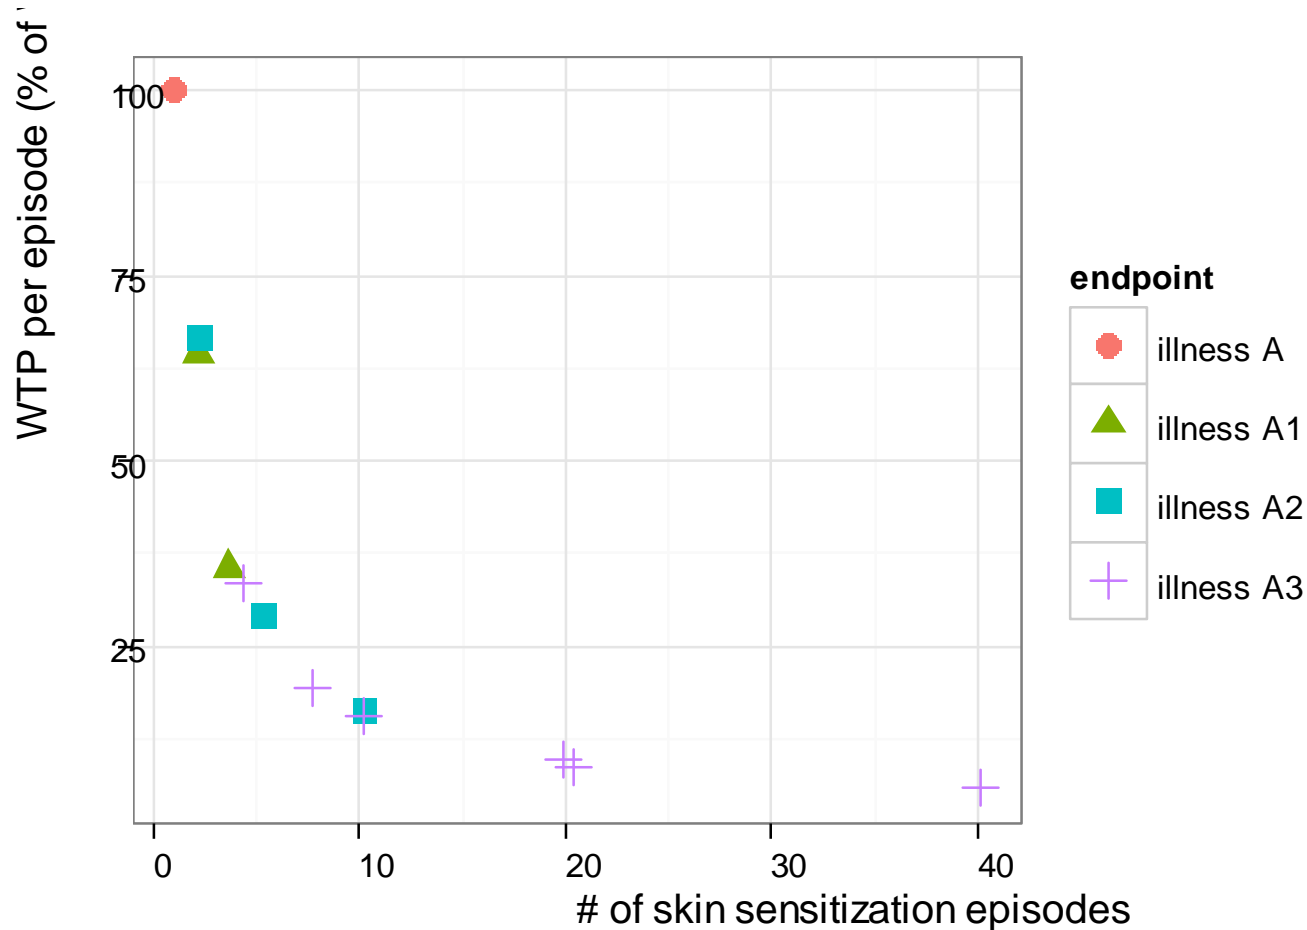 WTP per episode (% of
100
75
50
25
0 10 20 30 40
# of skin sensitization episodes
endpoint
illness A
illness A1
illness A2
illness A3